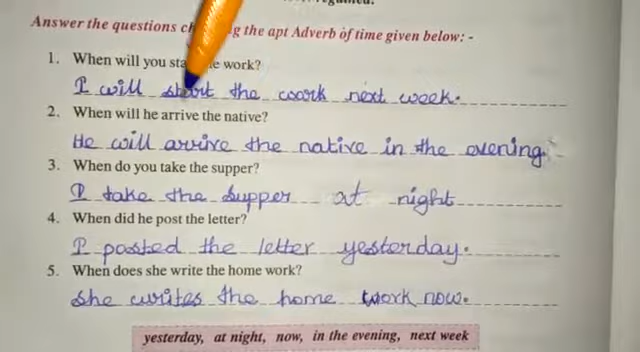 Answer the questions the apt Adverb of time given below: -
1. When will you work?
I will start the work next week.
2. When will he arrive the native?
He will arrive the native in the evening
3. When do you take the supper?
I take the supper at night
4. When did he post the letter?
I posted the letter yesterday.
5. When does she write the home work?
she writes the home work now.
yesterday, at night, now, in the evening, next week